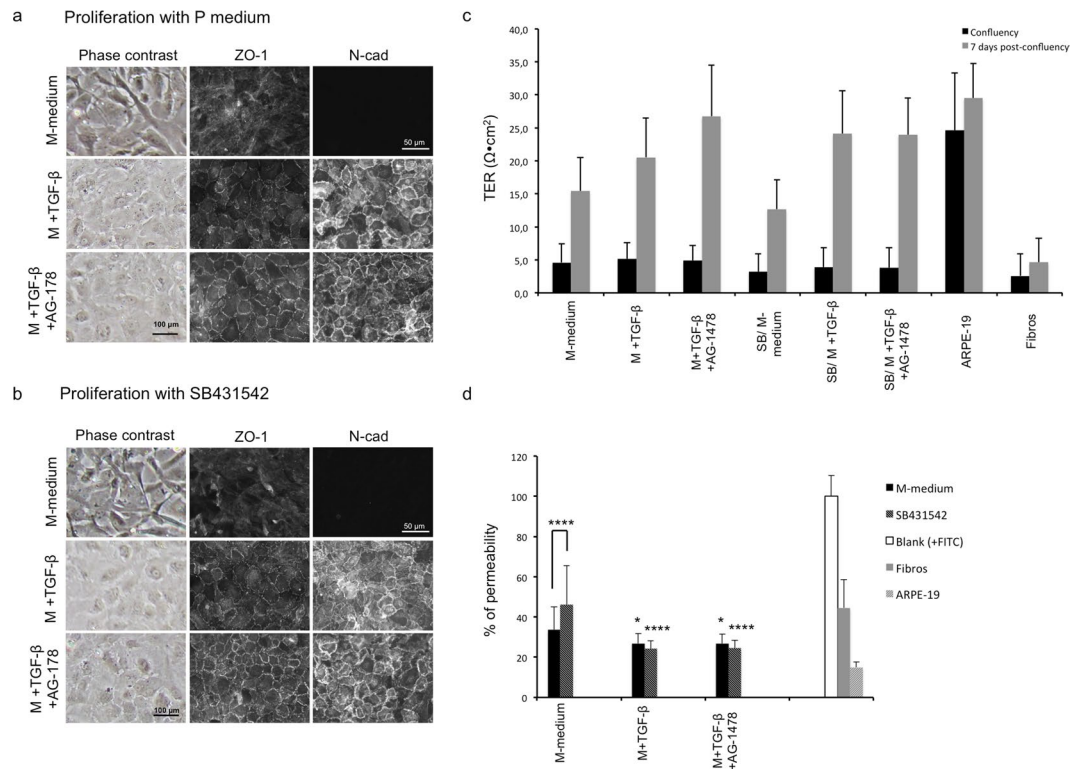 a
Proliferation with P medium
Phase contrast
ZO-1
N-cad
M-medium
50 µm
M +TGF-β
M +TGF-β
+AG-178
100 µm
b
Proliferation with SB431542
Phase contrast
ZO-1
N-cad
M-medium
50 µm
M +TGF-β
M +TGF-β
+AG-178
100 µm
c
40,0
35,0
30,0
25,0
20,0
15,0
10,0
5,0
0,0
TER (Ω•cm²)
Confluency
7 days post-confluency
M-medium
M +TGF-β
M+TGF-β
+AG-1478
SB/ M-
medium
SB/ M +TGF-β
SB/ M +TGF-β
+AG-1478
ARPE-19
Fibros
d
120
100
80
60
40
20
0
% of permeability
****
* ****
* ****
M-medium
SB431542
Blank (+FITC)
Fibros
ARPE-19
M-medium
M+TGF-β
M+TGF-β
+AG-1478